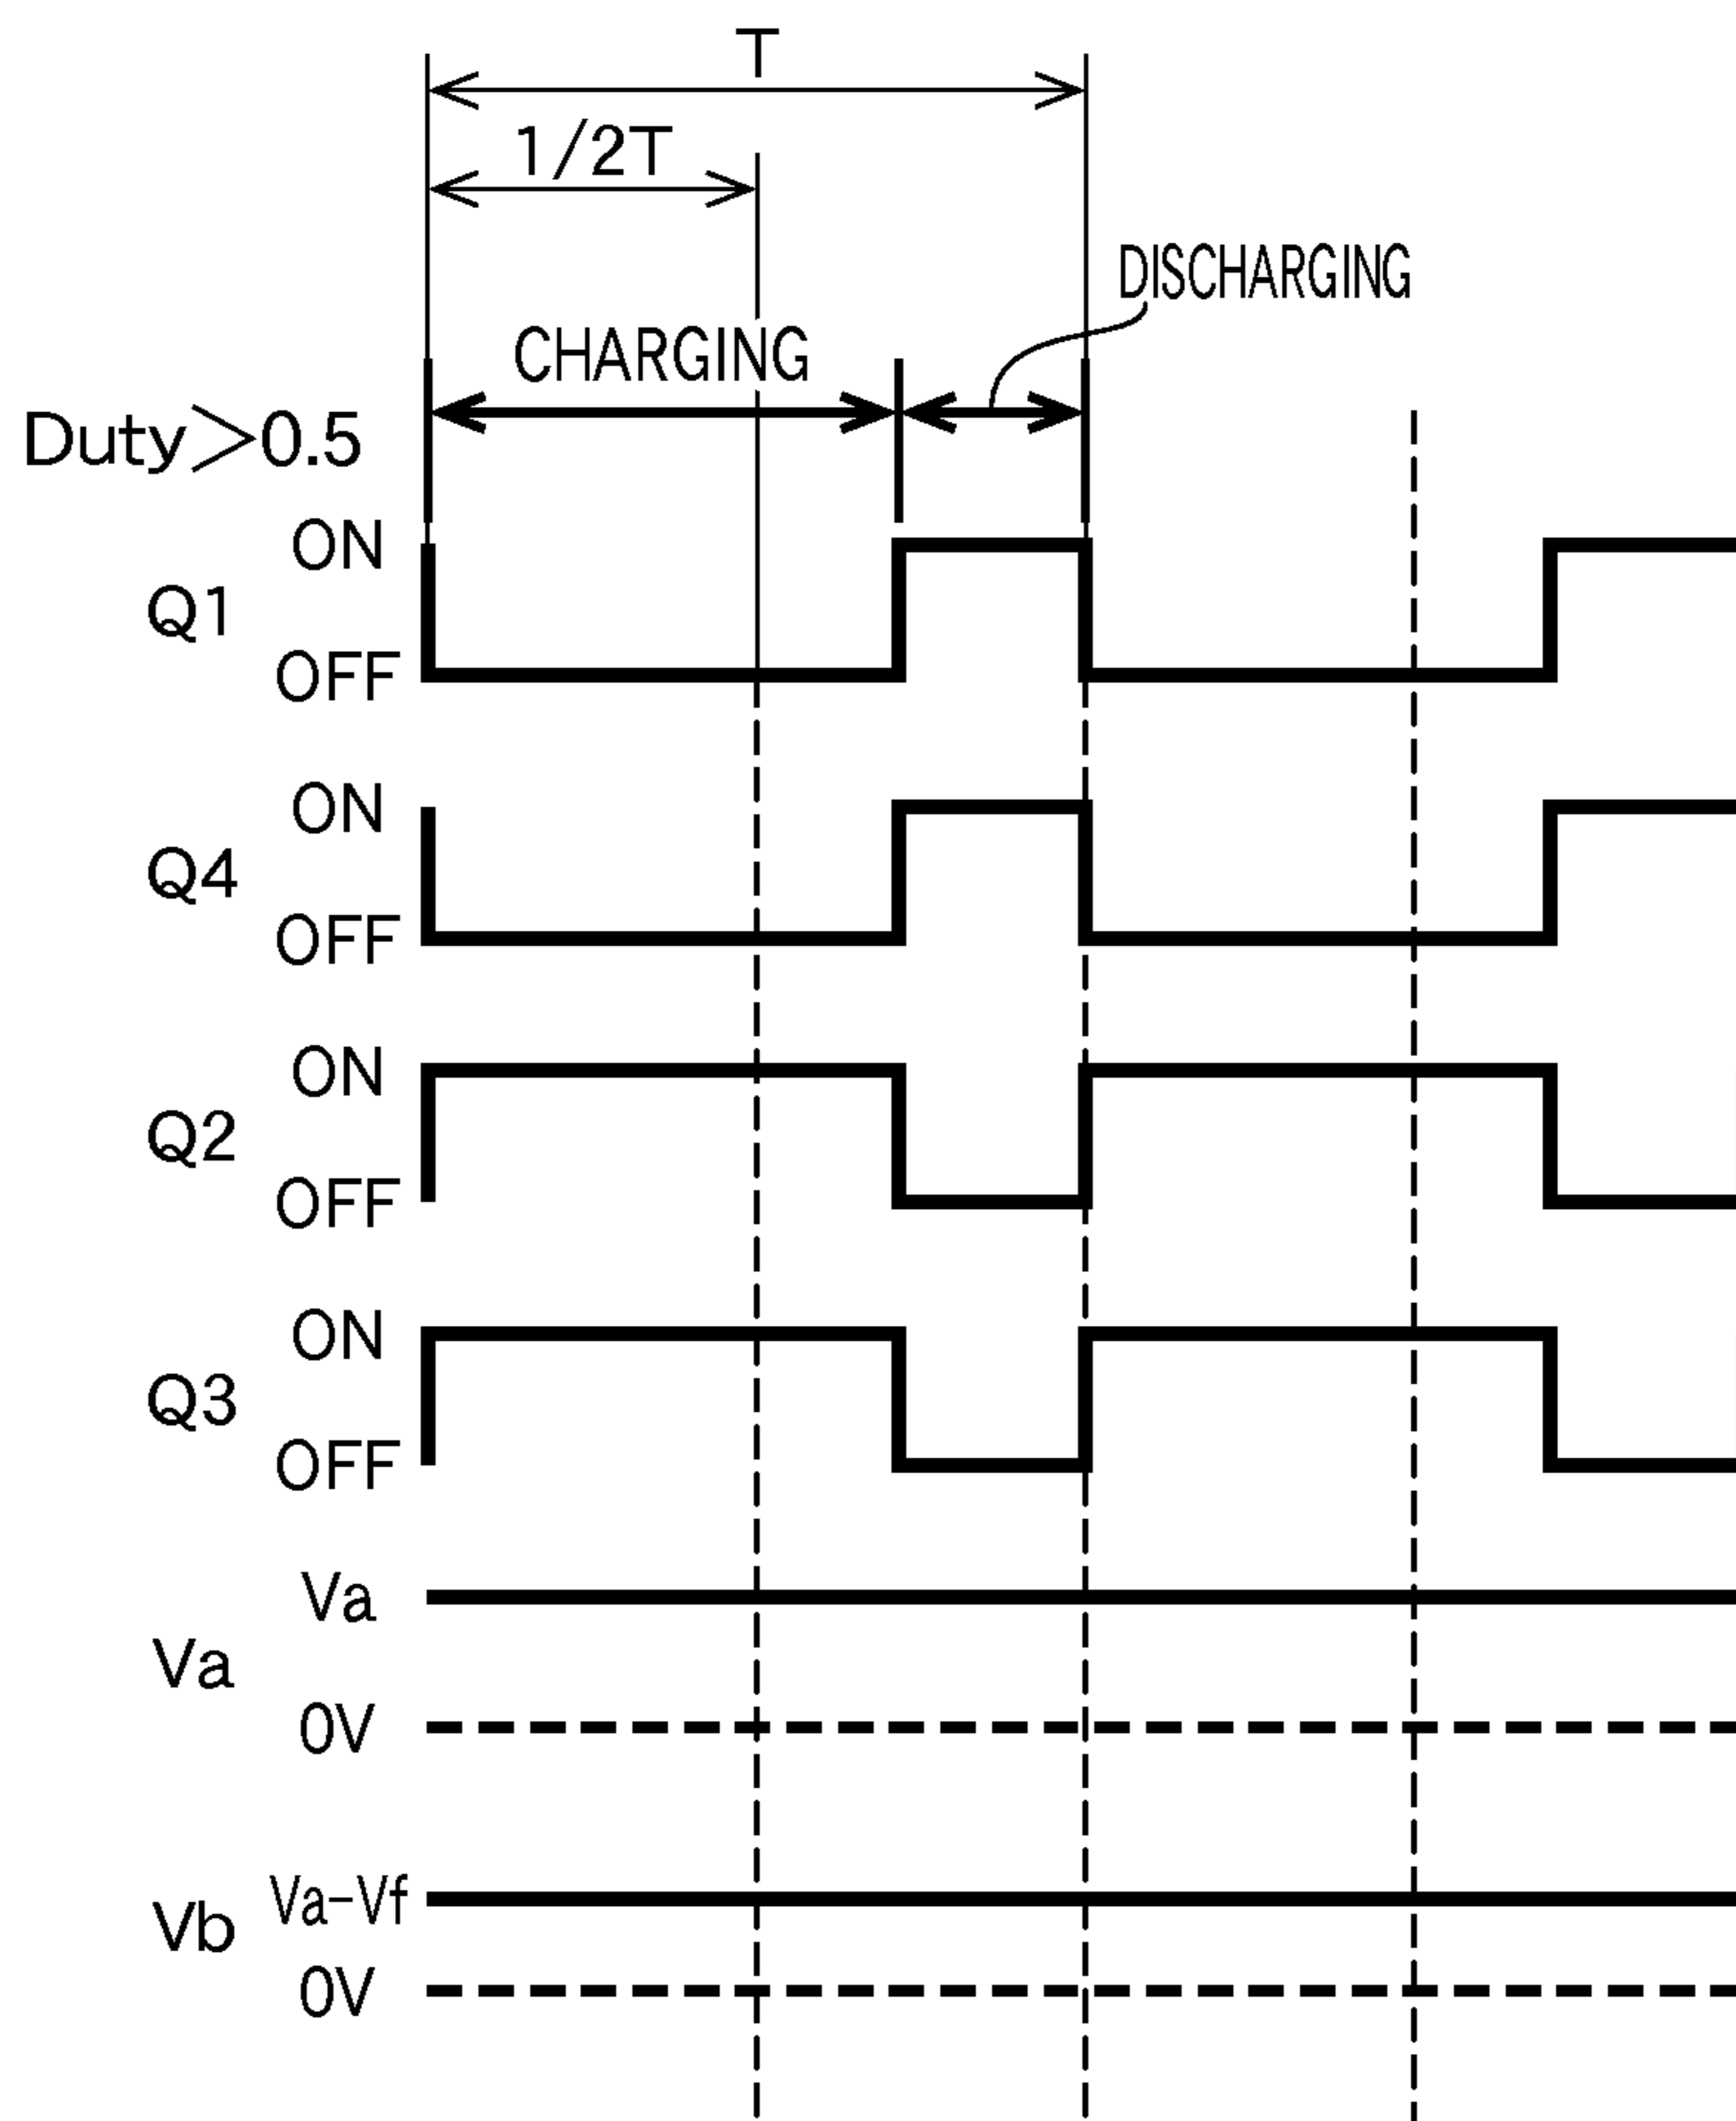 T
1/2T
DISCHARGING
CHARGING
Duty>0.5
ON
Q1
OFF
ON
Q4
OFF
ON
Q2
OFF
ON
Q3
OFF
Va
Va
0V
Va-Vf
Vb
0V